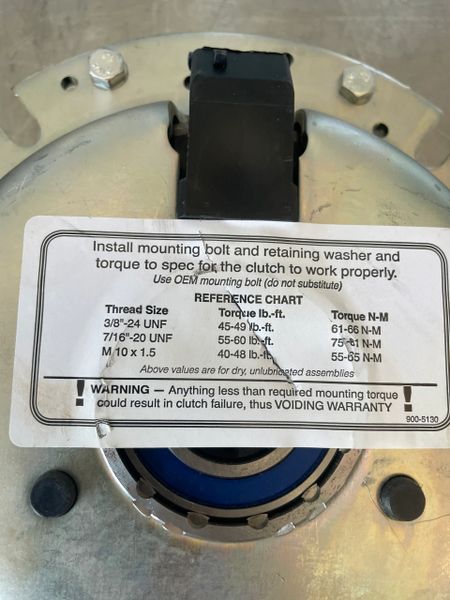 Install mounting bolt and retaining washer and
torque to spec for the clutch to work properly.
Use OEM mounting bolt (do not substitute)
REFERENCE CHART
Thread Size Torque lb.-ft. Torque N-M
3/8"-24 UNF 45-49 lb.-ft. 61-66 N-M
7/16"-20 UNF 55-60 lb.-ft. 75-81 N-M
M 10 x 1.5 40-48 lb.-ft. 55-65 N-M
Above values are for dry, unlubricated assemblies
! WARNING — Anything less than required mounting torque !
could result in clutch failure, thus VOIDING WARRANTY
900-5130